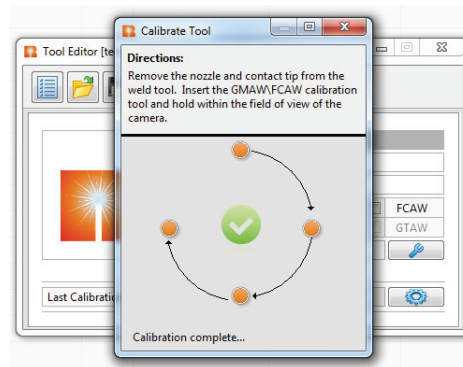 Calibrate Tool
Tool Editor [te
Directions:
Remove the nozzle and contact tip from the
weld tool. Insert the GMAW\FCAW calibration
tool and hold within the field of view of the
camera.
FCAW
GTAW
Last Calibratio
Calibration complete...